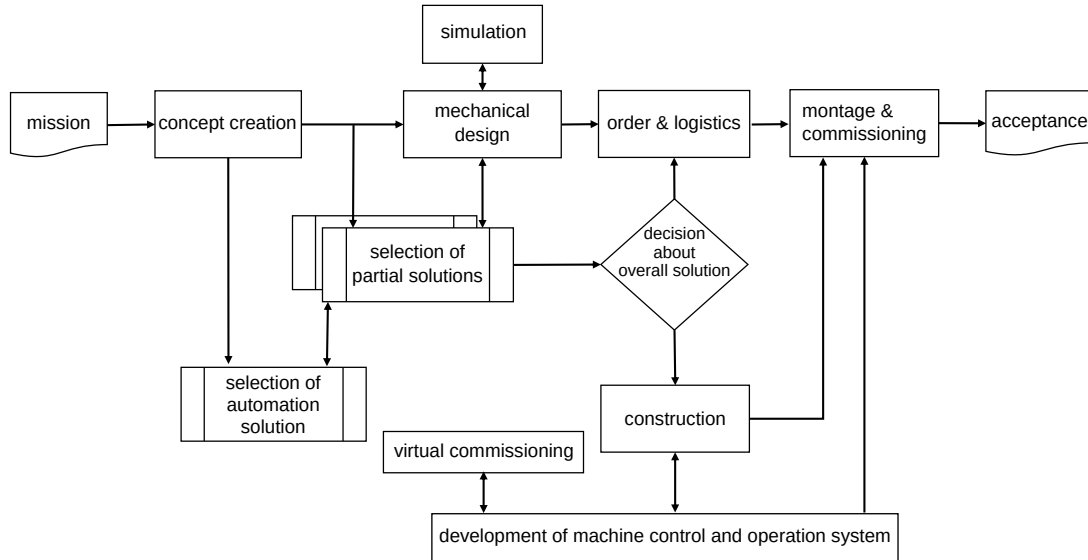 simulation
mission
concept creation
mechanical
design
order & logistics
montage &
commissioning
acceptance
selection of
partial solutions
decision
about
overall solution
selection of
automation
solution
construction
virtual commissioning
development of machine control and operation system